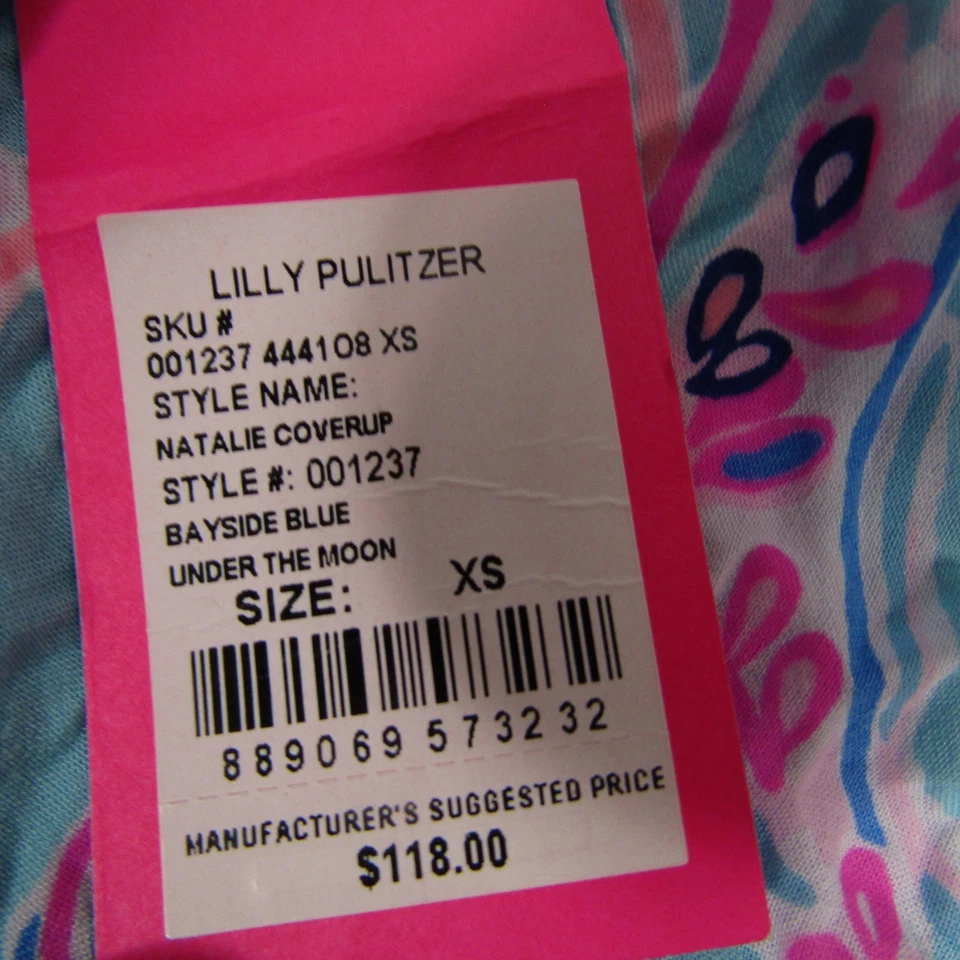 LILLY PULITZER
SKU #
001237 444108 XS
STYLE NAME:
NATALIE COVERUP
STYLE #: 001237
BAYSIDE BLUE
UNDER THE MOON
SIZE: XS
889069 573232
MANUFACTURER'S SUGGESTED PRICE
$118.00